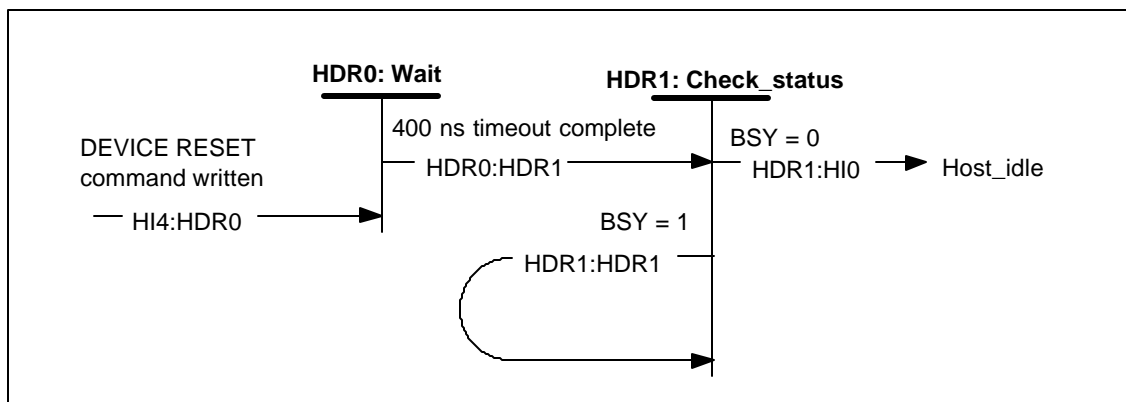 HDR0: Wait
HDR1: Check_status
400 ns timeout complete
BSY = 0
DEVICE RESET
command written
HDR0:HDR1
HDR1:HI0
Host_idle
HI4:HDR0
BSY = 1
HDR1:HDR1